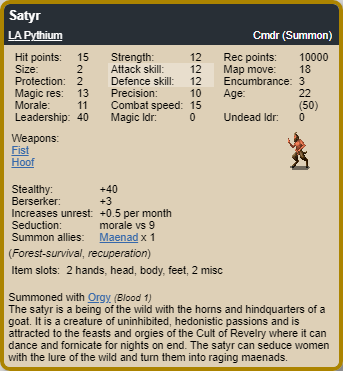 Satyr
LA Pythium Cmdr (Summon)
Hit points: 15 Strength: 12 Rec points: 10000
Size: 2 Attack skill: 12 Map move: 18
Protection: 2 Defence skill: 12 Encumbrance: 3
Magic res: 13 Precision: 10 Age: 22
Morale: 11 Combat speed: 15 (50)
Leadership: 40 Magic ldr: 0 Undead ldr: 0
Weapons:
Fist
Hoof
Stealthy: +40
Berserker: +3
Increases unrest: +0.5 per month
Seduction: morale vs 9
Summon allies: Maenad x 1
(Forest-survival, recuperation)
Item slots: 2 hands, head, body, feet, 2 misc
Summoned with Orgy (Blood 1)
The satyr is a being of the wild with the horns and hindquarters of a
goat. It is a creature of uninhibited, hedonistic passions and is
attracted to the feasts and orgies of the Cult of Revelry where it can
dance and fornicate for nights on end. The satyr can seduce women
with the lure of the wild and turn them into raging maenads.